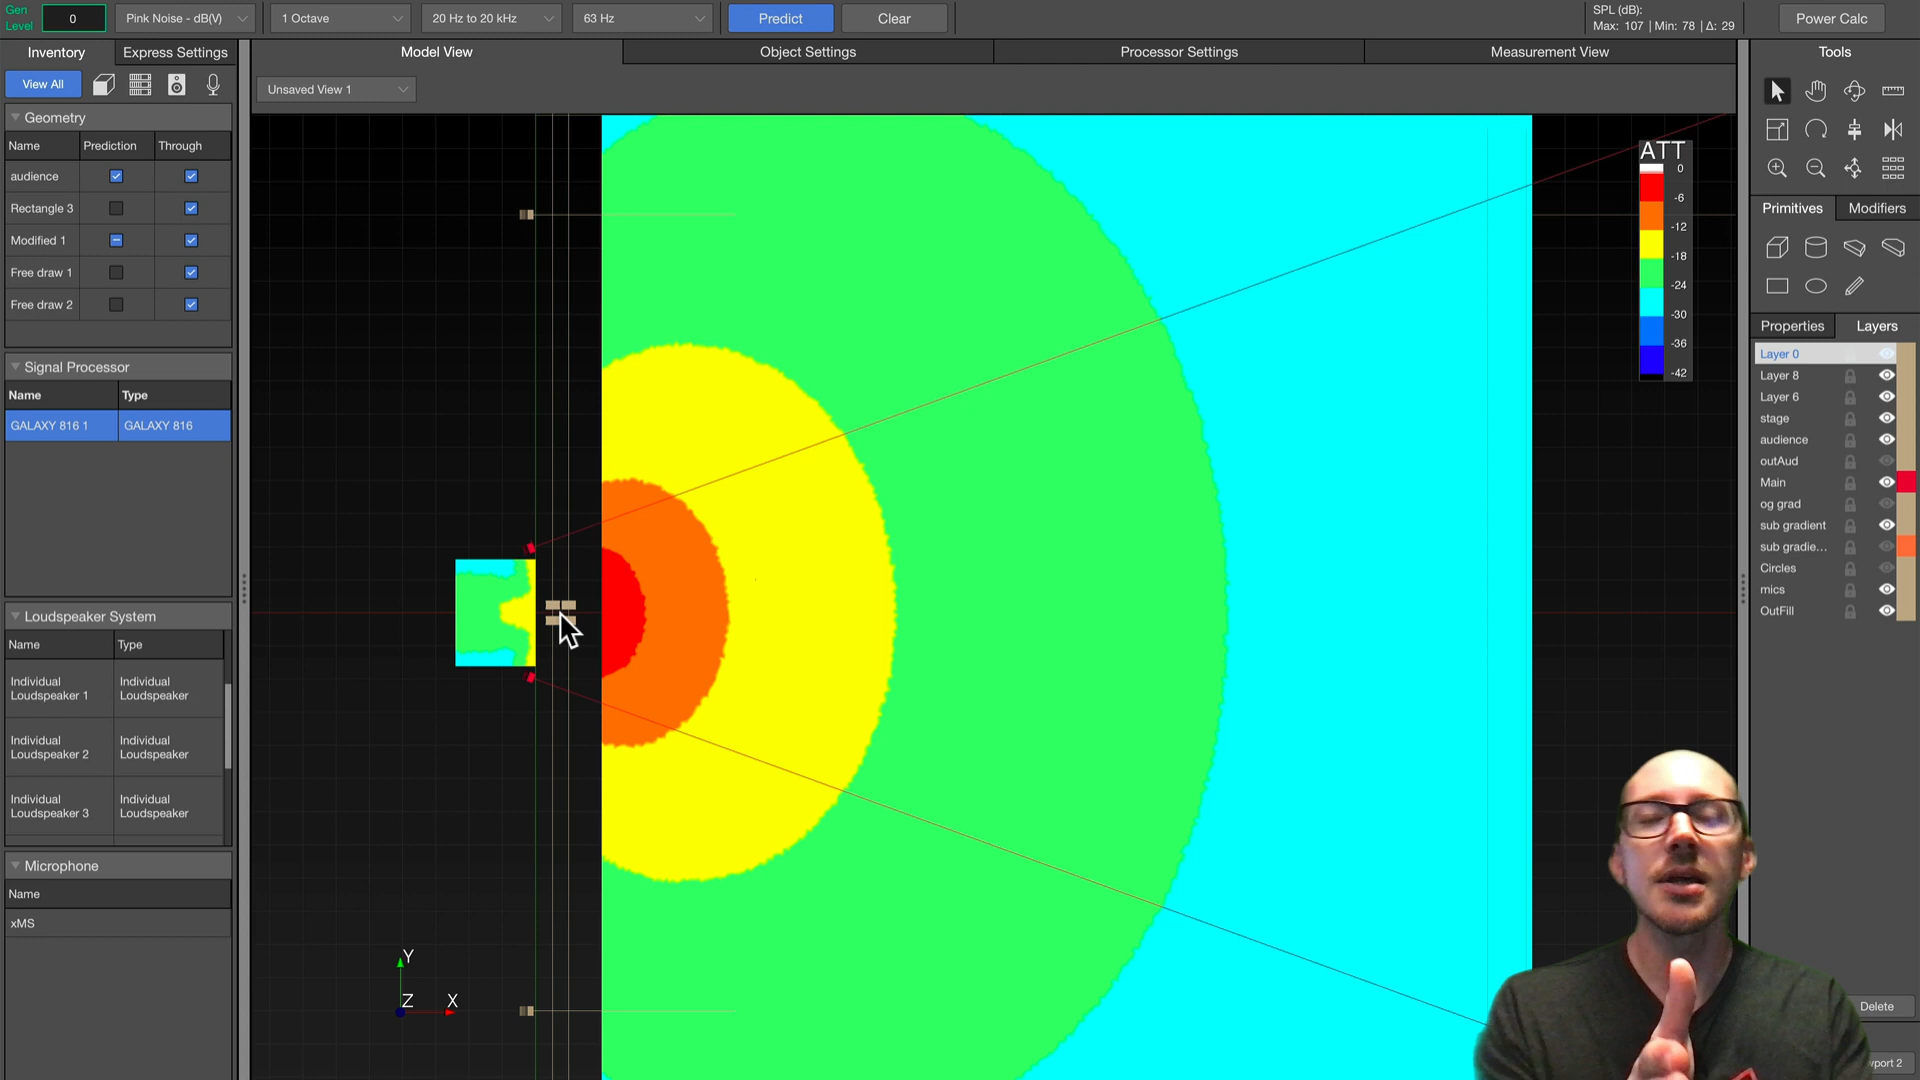 Gen
Level
0
Pink Noise - dB(V)
1 Octave
20 Hz to 20 kHz
63 Hz
Predict
Clear
SPL (dB):
Max: 107 | Min: 78 | Δ: 29
Power Calc
Inventory
Express Settings
Model View
Object Settings
Processor Settings
Measurement View
Tools
View All
Unsaved View 1
Geometry
Name Prediction Through
audience
Rectangle 3
Modified 1
Free draw 1
Free draw 2
Signal Processor
Name Type
GALAXY 816 1 GALAXY 816
Loudspeaker System
Name Type
Individual Loudspeaker 1
Individual Loudspeaker
Individual Loudspeaker 2
Individual Loudspeaker
Individual Loudspeaker 3
Individual Loudspeaker
Microphone
Name
xMS
Y
Z
X
ATT
0
-6
-12
-18
-24
-30
-36
-42
Primitives
Modifiers
Properties
Layers
Layer 0
Layer 8
Layer 6
stage
audience
outAud
Main
og grad
sub gradient
sub gradie...
Circles
mics
OutFill
Delete
port 2